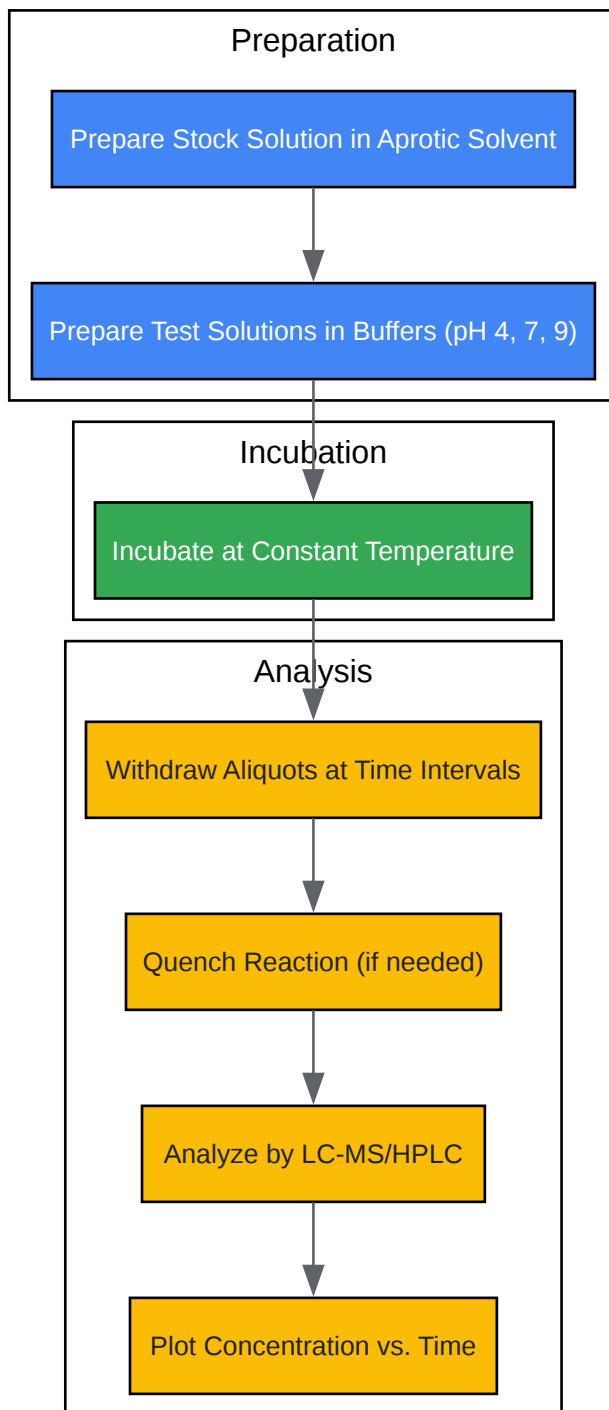 Preparation
Prepare Stock Solution in Aprotic Solvent
Prepare Test Solutions in Buffers (pH 4, 7, 9)
Incubation
Incubate at Constant Temperature
Analysis
Withdraw Aliquots at Time Intervals
Quench Reaction (if needed)
Analyze by LC-MS/HPLC
Plot Concentration vs. Time